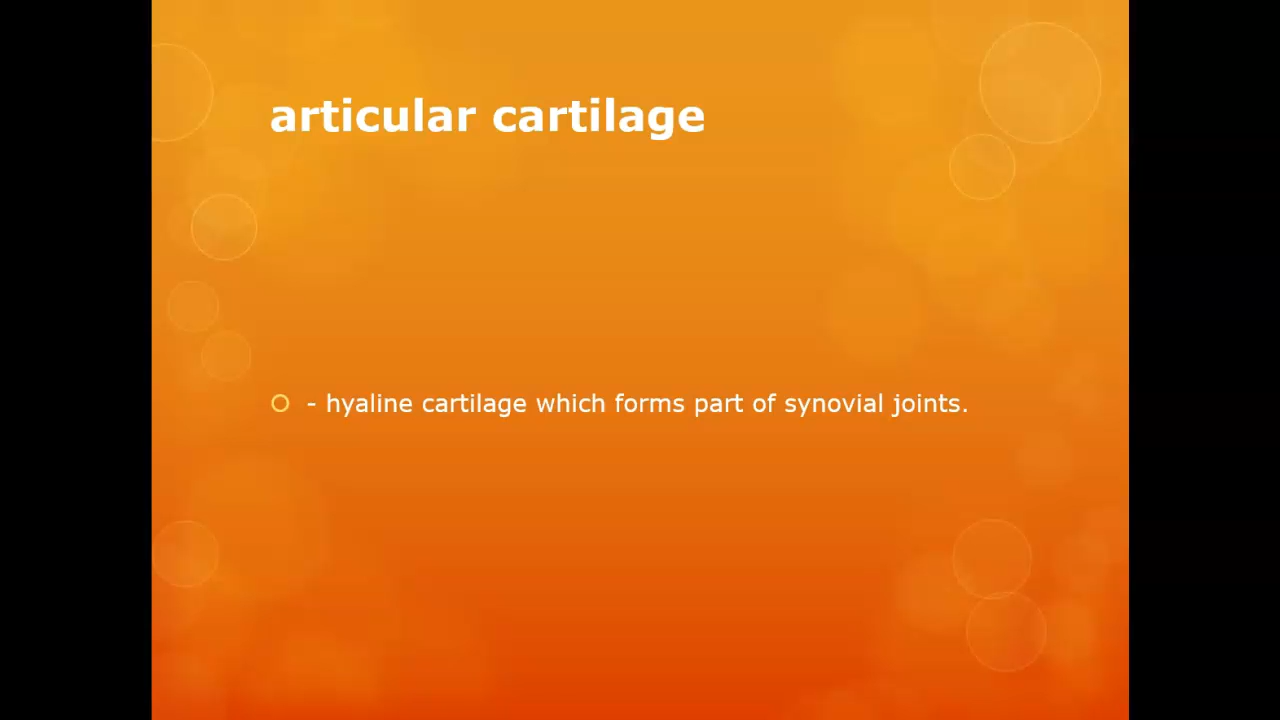 articular cartilage
- hyaline cartilage which forms part of synovial joints.